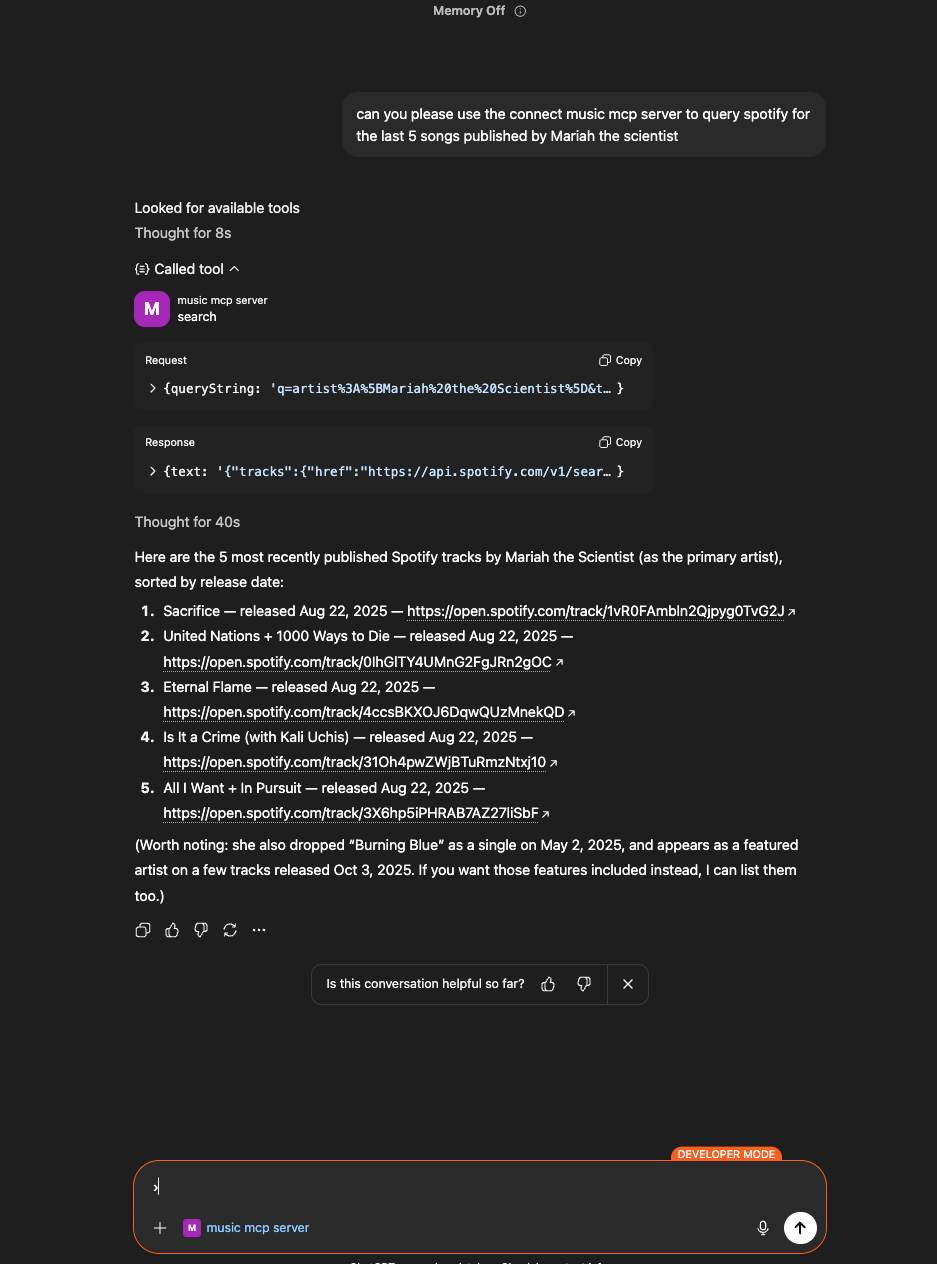 Memory Off
can you please use the connect music mcp server to query spotify for
the last 5 songs published by Mariah the scientist
Looked for available tools
Thought for 8s
Called tool
M
music mcp server
search
Request
Copy
{queryString: 'q=artist%3A%5BMariah%20the%20Scientist%5D&t… }
Response
Copy
{text: '{"tracks":{"href":"https://api.spotify.com/v1/sear… }
Thought for 40s
Here are the 5 most recently published Spotify tracks by Mariah the Scientist (as the primary artist),
sorted by release date:
1. Sacrifice — released Aug 22, 2025 — https://open.spotify.com/track/1vR0FAmbln2Qjpyg0TvG2J
2. United Nations + 1000 Ways to Die — released Aug 22, 2025 —
https://open.spotify.com/track/0lhGlTY4UMnG2FgJRn2gOC
3. Eternal Flame — released Aug 22, 2025 —
https://open.spotify.com/track/4ccsBKXOJ6DqwQUzMnekQD
4. Is It a Crime (with Kali Uchis) — released Aug 22, 2025 —
https://open.spotify.com/track/31Oh4pwZWjBTuRmzNtxj10
5. All I Want + In Pursuit — released Aug 22, 2025 —
https://open.spotify.com/track/3X6hp5iPHRAB7AZ27liSbF
(Worth noting: she also dropped “Burning Blue” as a single on May 2, 2025, and appears as a featured
artist on a few tracks released Oct 3, 2025. If you want those features included instead, I can list them
too.)
Is this conversation helpful so far?
DEVELOPER MODE
M
music mcp server